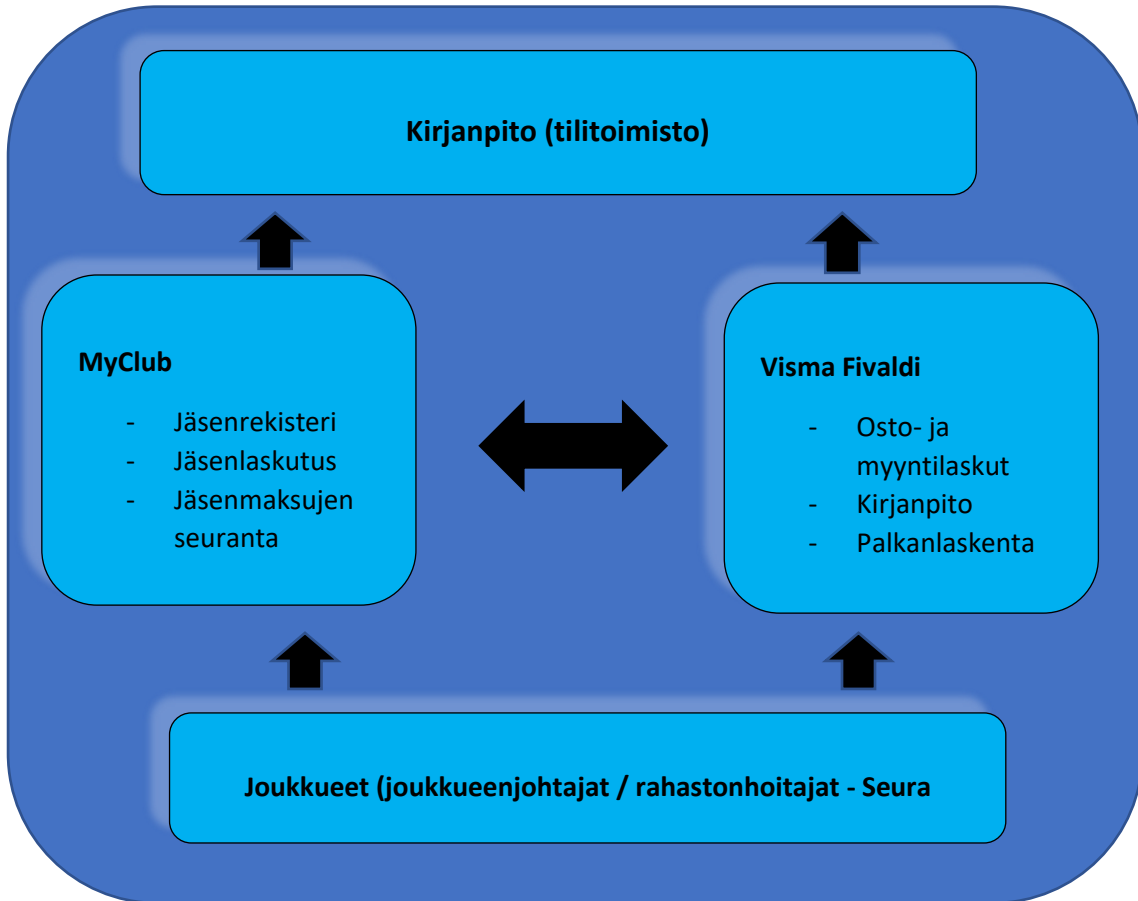 Kirjanpito (tilitoimisto)
MyClub
- Jäsenrekisteri
- Jäsenlaskutus
- Jäsenmaksujen
seuranta
Visma Fivaldi
- Osto- ja
myyntilaskut
- Kirjanpito
- Palkanlaskenta
Joukkueet (joukkueenjohtajat / rahastonhoitajat - Seura